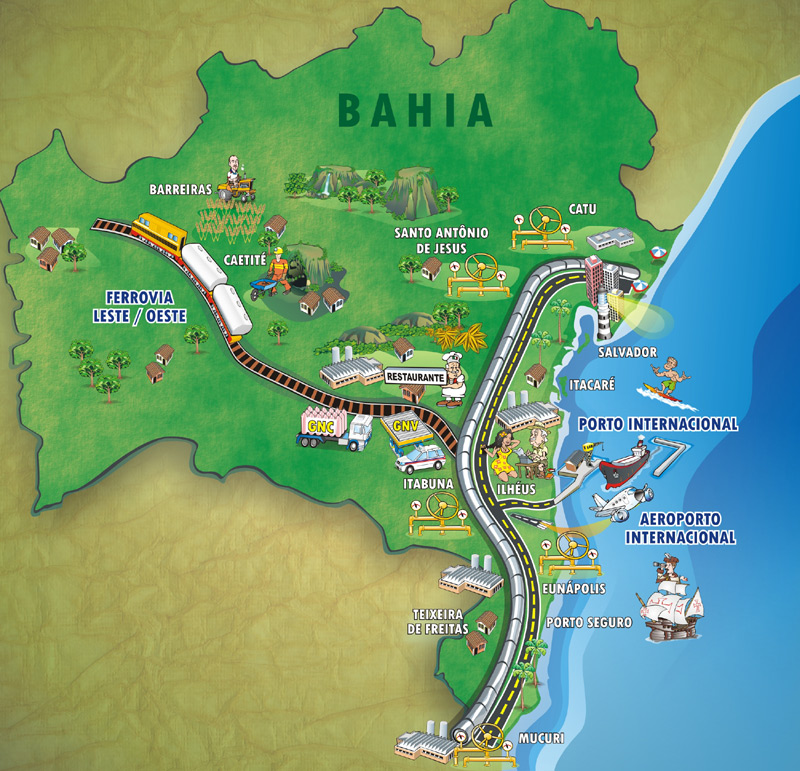 BAHIA
BARREIRAS
CATU
SANTO ANTÔNIO
DE JESUS
CAETITÉ
FERROVIA
LESTE / OESTE
SALVADOR
RESTAURANTE
ITACARÉ
GNC
GNV
PORTO INTERNACIONAL
ITABUNA
ILHÉUS
AEROPORTO
INTERNACIONAL
EUNÁPOLIS
TEIXEIRA
DE FREITAS
PORTO SEGURO
MUCURI